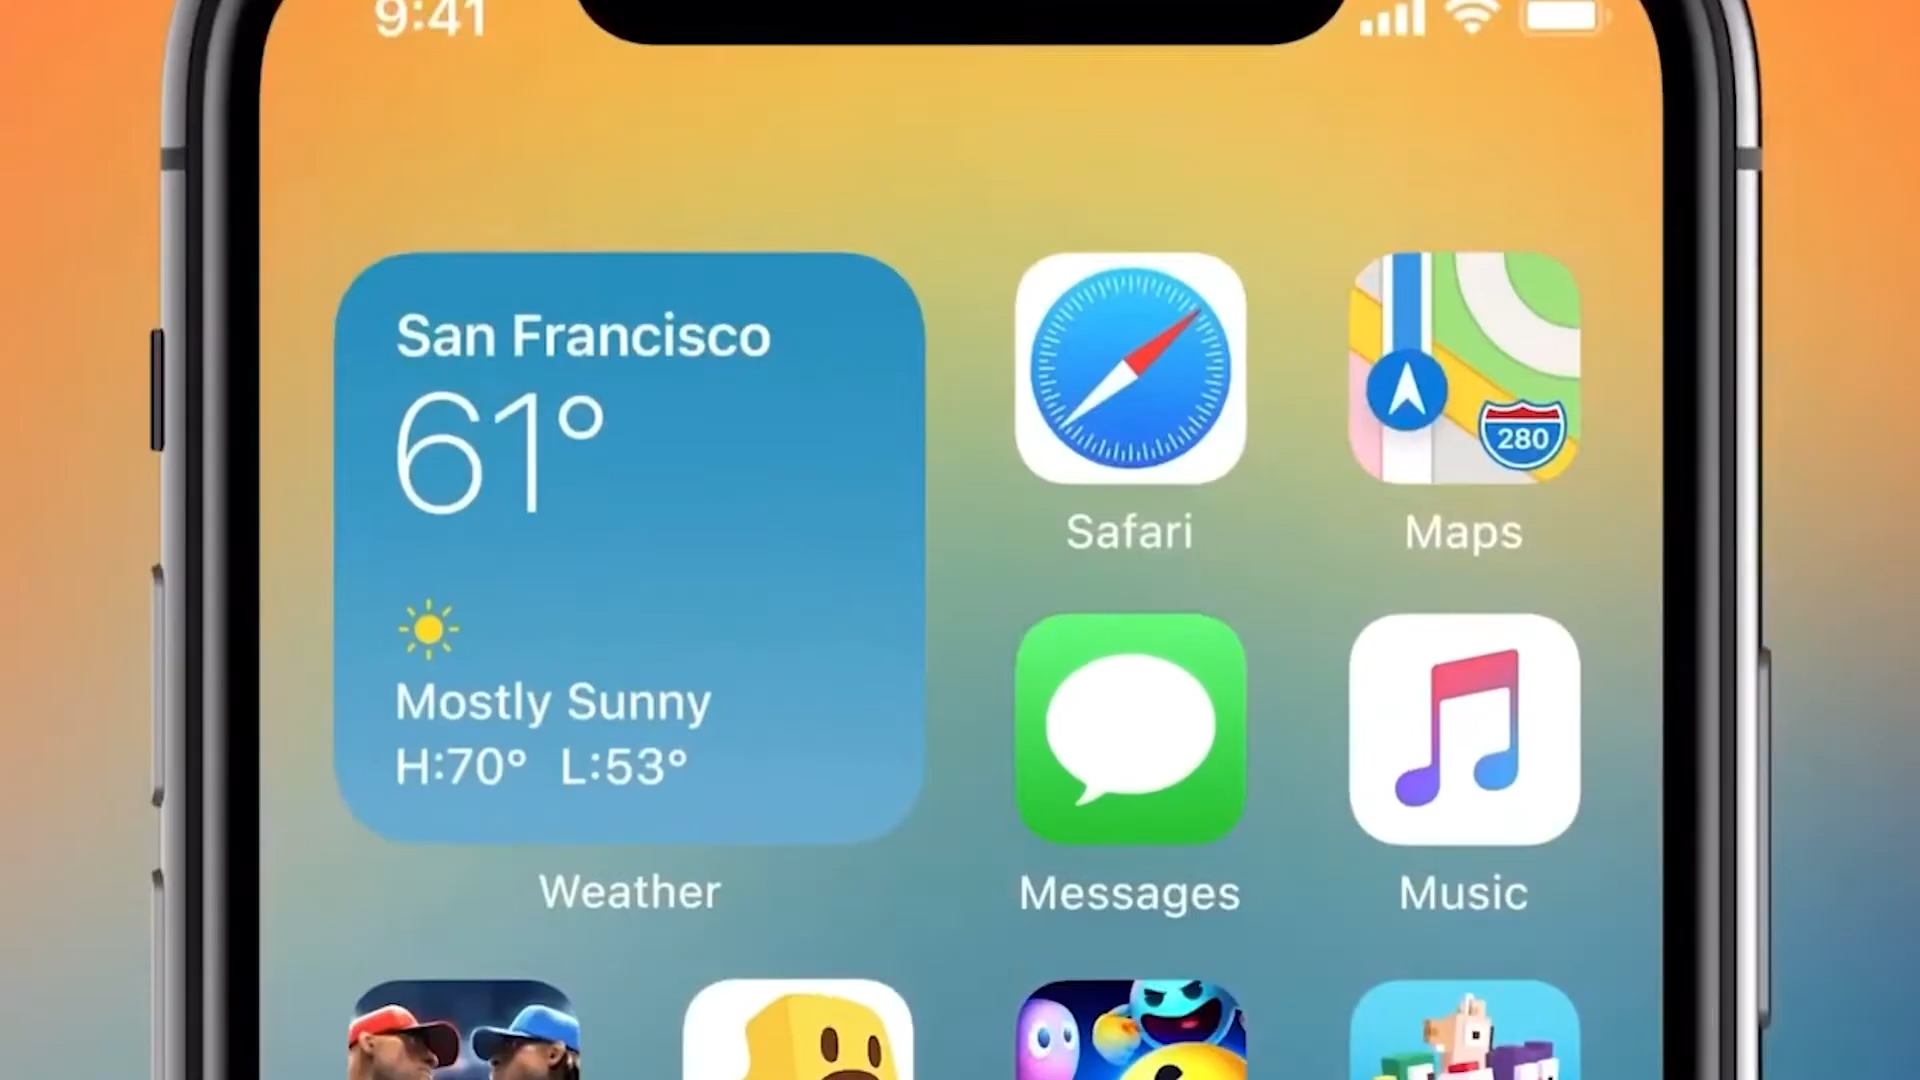 9:41
San Francisco
61°
Mostly Sunny
H:70° L:53°
Weather
Safari
Maps
280
Messages
Music